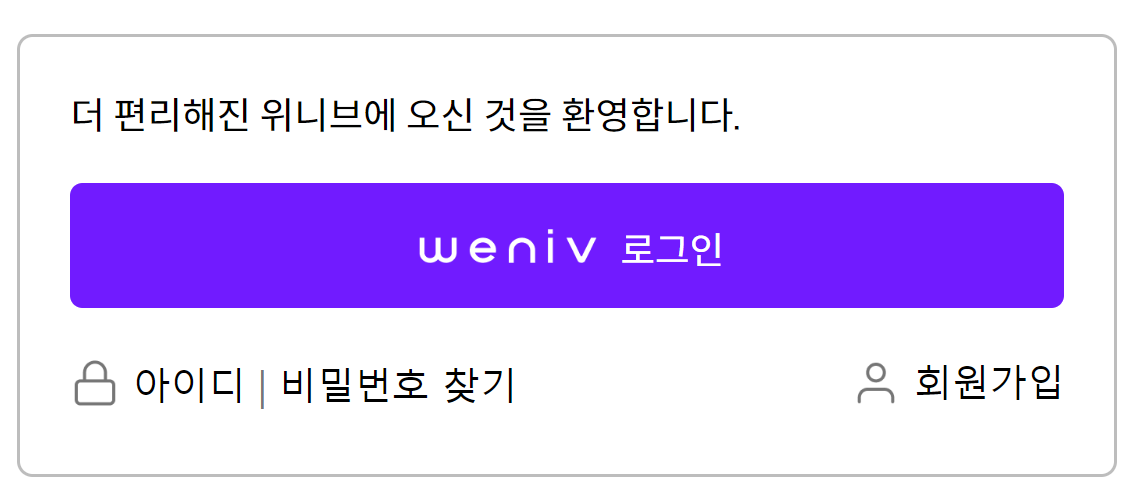 더 편리해진 위니브에 오신 것을 환영합니다.
weniv 로그인
아이디 | 비밀번호 찾기
회원가입